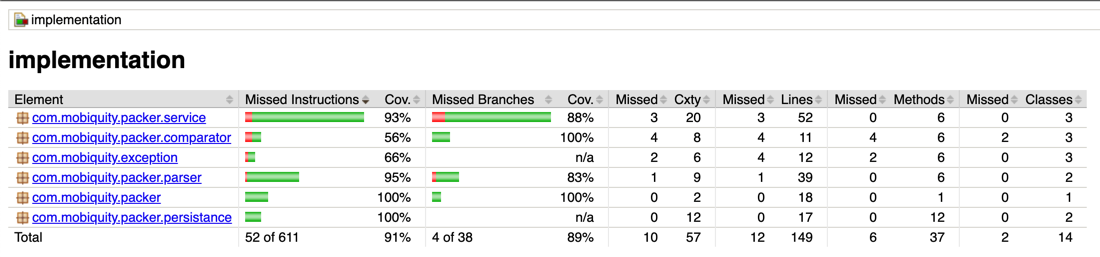 implementation
implementation
Element Missed Instructions Cov. Missed Branches Cov. Missed Cxty Missed Lines Missed Methods Missed Classes
com.mobiquity.packer.service 93% 88% 3 20 3 52 0 6 0 3
com.mobiquity.packer.comparator 56% 100% 4 8 4 11 4 6 2 3
com.mobiquity.exception 66% n/a 2 6 4 12 2 6 0 3
com.mobiquity.packer.parser 95% 83% 1 9 1 39 0 6 0 2
com.mobiquity.packer 100% 100% 0 2 0 18 0 1 0 1
com.mobiquity.packer.persistance 100% n/a 0 12 0 17 0 12 0 2
Total 52 of 611 91% 4 of 38 89% 10 57 12 149 6 37 2 14